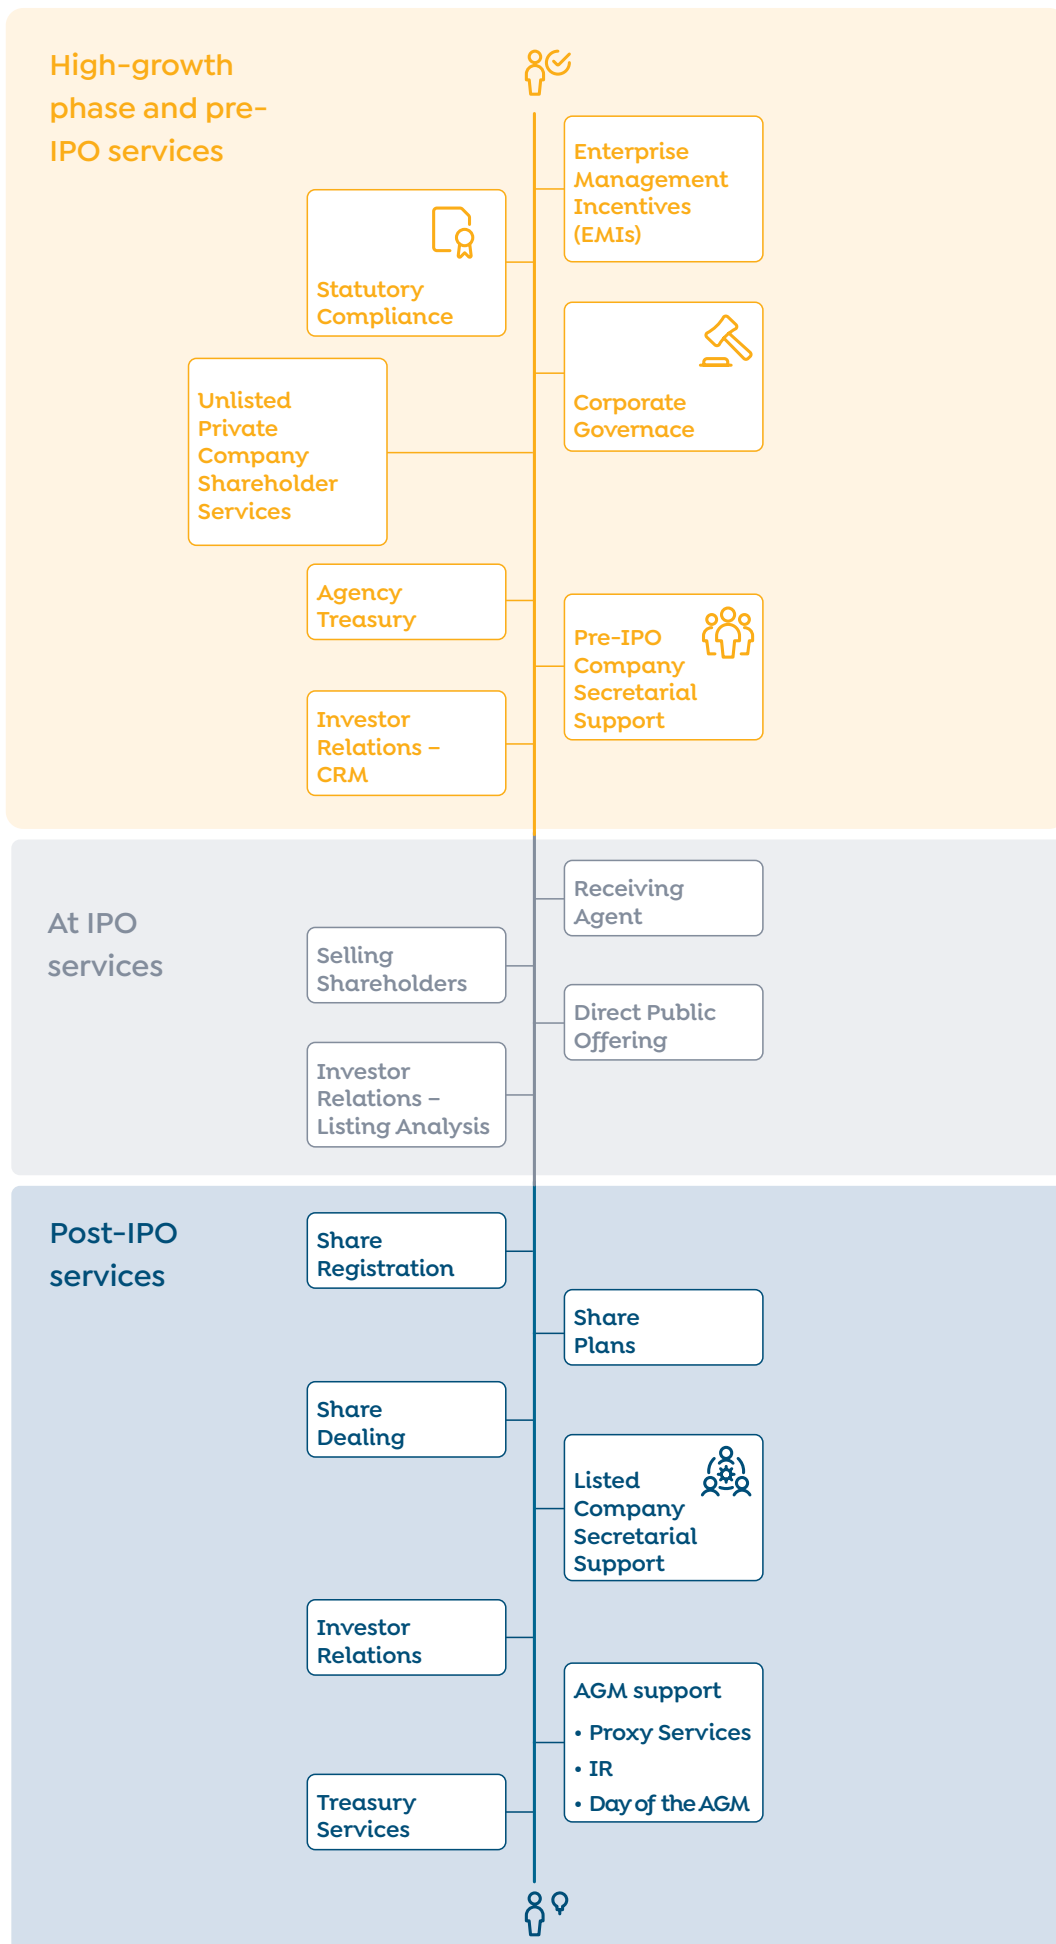 High-growth
phase and pre-
IPO services
Enterprise
Management
Incentives
(EMIs)
Statutory
Compliance
Corporate
Governace
Unlisted
Private
Company
Shareholder
Services
Agency
Treasury
Pre-IPO
Company
Secretarial
Support
Investor
Relations –
CRM
At IPO
services
Receiving
Agent
Selling
Shareholders
Direct Public
Offering
Investor
Relations –
Listing Analysis
Post-IPO
services
Share
Registration
Share
Plans
Share
Dealing
Listed
Company
Secretarial
Support
Investor
Relations
AGM support
• Proxy Services
• IR
• Day of the AGM
Treasury
Services